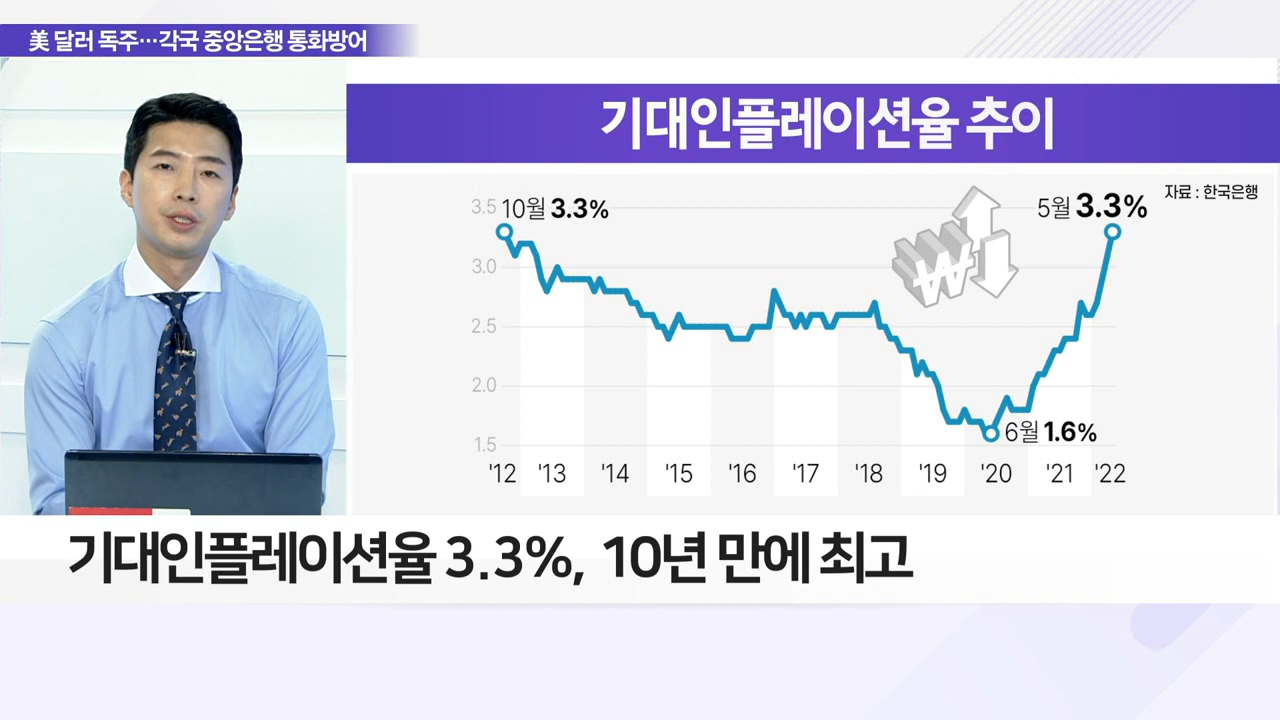 美 달러 독주…각국 중앙은행 통화방어
기대인플레이션율 추이
자료 : 한국은행
3.5
10월 3.3%
5월 3.3%
3.0
2.5
2.0
1.5
6월 1.6%
₩
'12 '13 '14 '15 '16 '17 '18 '19 '20 '21 '22
기대인플레이션율 3.3%, 10년 만에 최고